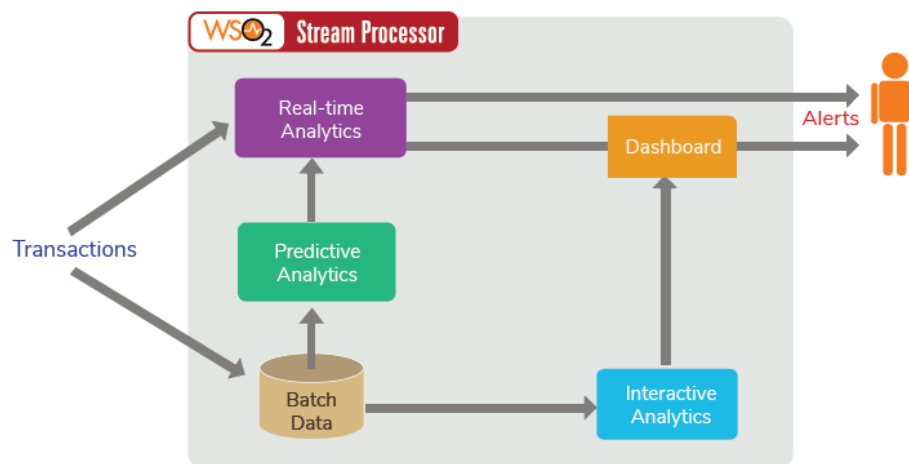 WSO2 Stream Processor
Real-time
Analytics
Alerts
Dashboard
Transactions
Predictive
Analytics
Batch
Data
Interactive
Analytics